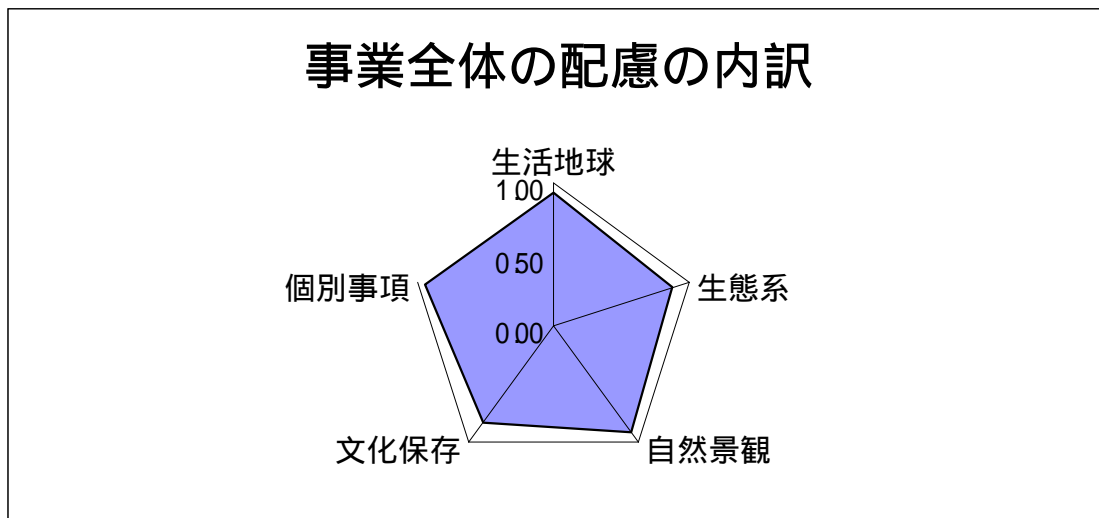 事業全体の配慮の内訳
生活地球
1.00
0.50
0.00
生態系
個別事項
文化保存
自然景観